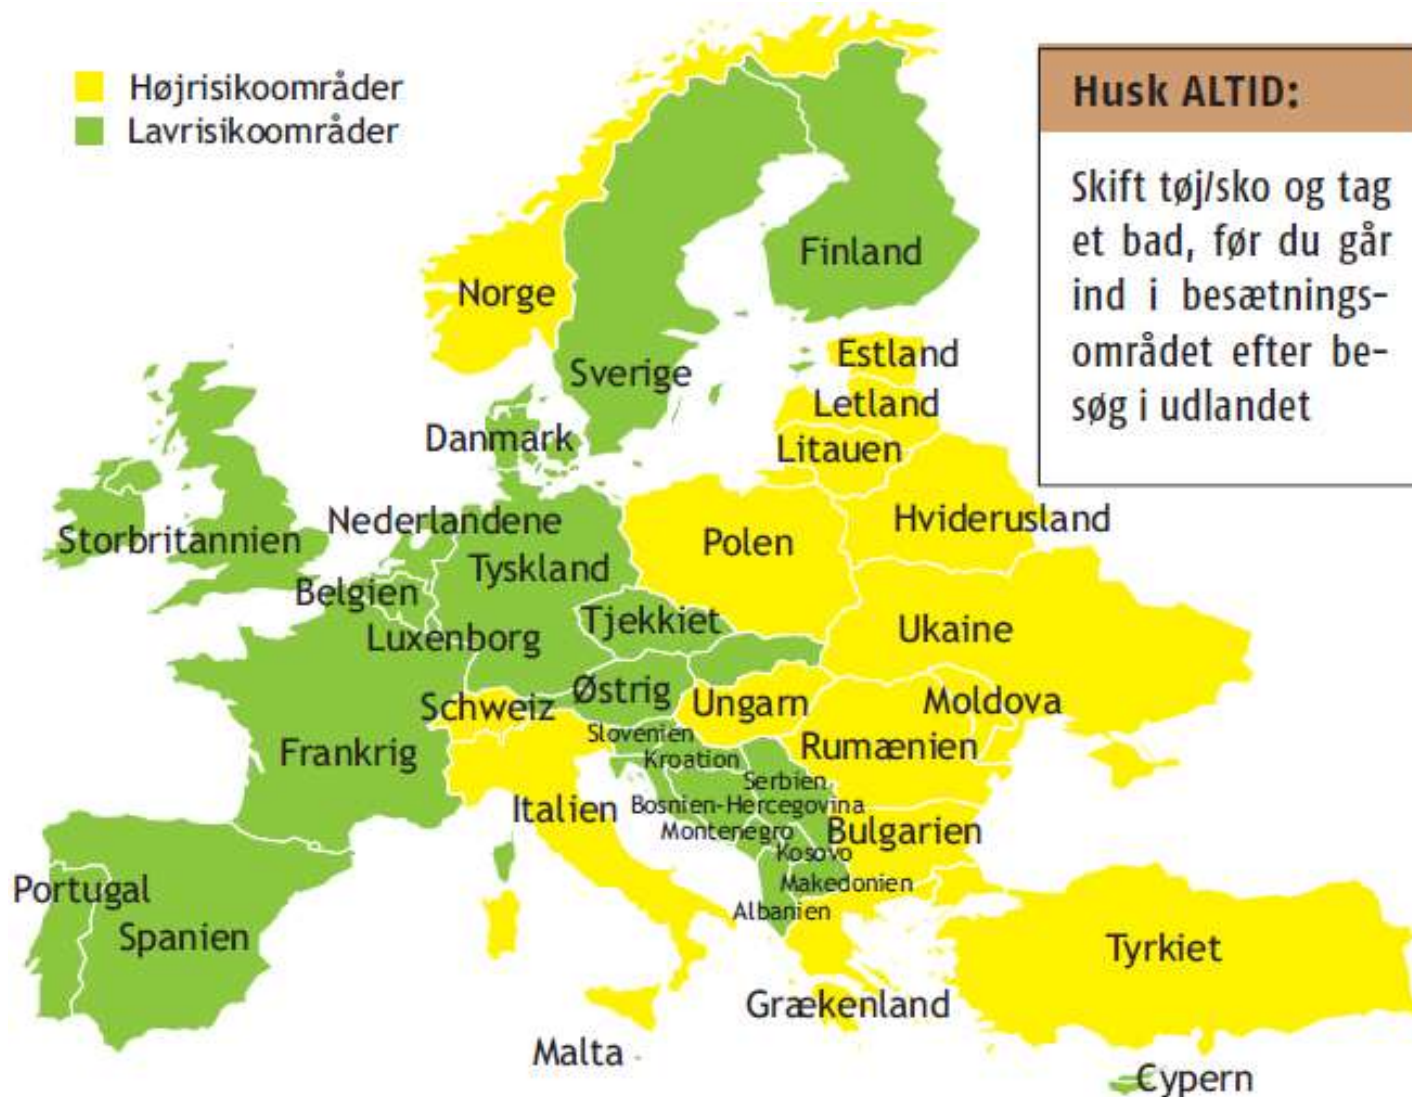 Højrisikoområder
Lavrisikoområder
Husk ALTID:
Skift tøj/sko og tag
et bad, før du går
ind i besætnings-
området efter be-
søg i udlandet
Finland
Norge
Sverige
Estland
Letland
Litauen
Danmark
Hviderusland
Nederlandene
Storbritannien
Polen
Tyskland
Belgien
Tjekkiet
Ukaine
Luxenborg
Østrig
Ungarn
Moldova
Schweiz
Slovenien
Rumænien
Frankrig
Kroation
Serbien
Italien
Bosnien-Hercegovina
Montenegro
Bulgarien
Kosovo
Portugal
Makedonien
Albanien
Spanien
Tyrkiet
Grækenland
Malta
Cypern